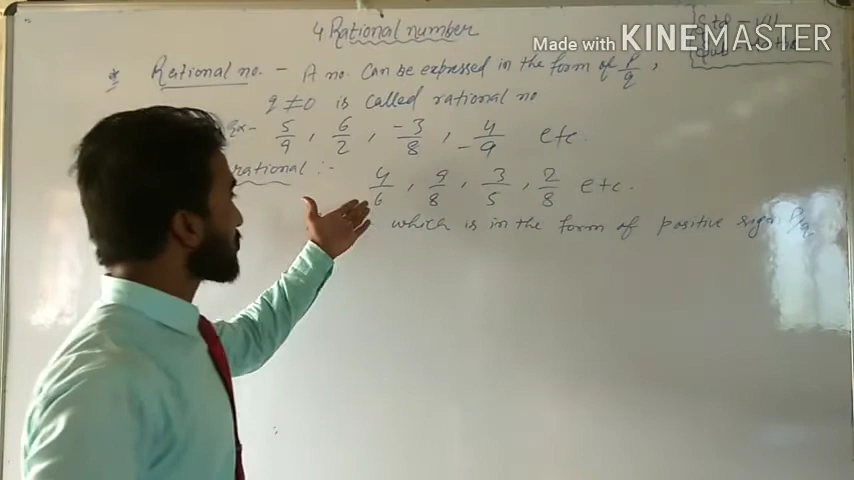 4 Rational number
Made with KINEMASTER
* Rational no. - A no. Can be expressed in the form of P/q,
q ≠ 0 is called rational no
Ex- 5/9, 6/2, -3/8, 4/-9 etc.
rational :- 4/6, 9/8, 3/5, 2/8 etc.
which is in the form of positive sign P/q